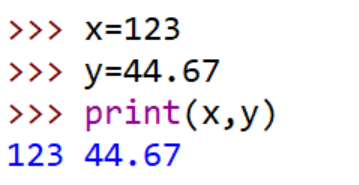 >>> x=123
>>> y=44.67
>>> print(x,y)
123 44.67